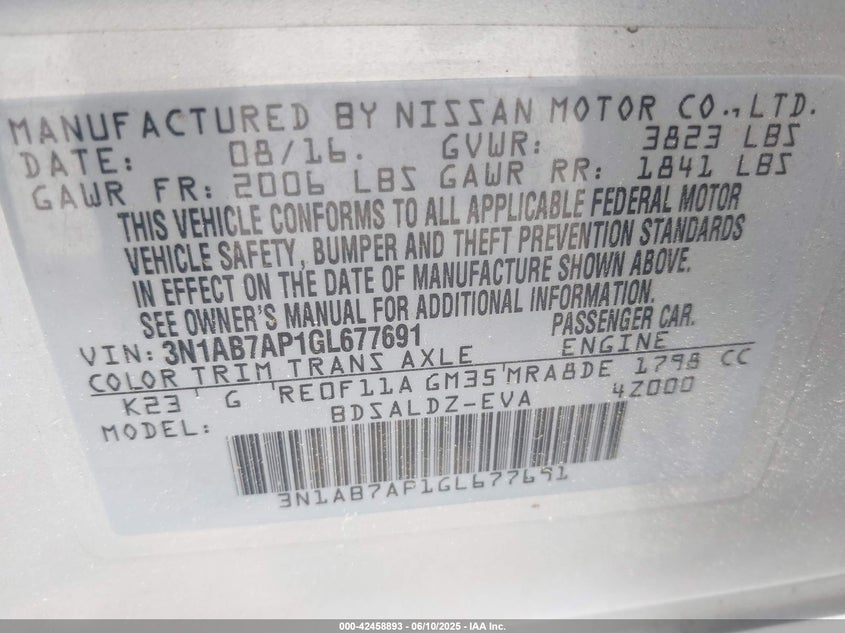 MANUFACTURED BY NISSAN MOTOR CO., LTD.
DATE: 08/16. GVWR: 3823 LBS
GAWR FR: 2006 LBS GAWR RR: 1841 LBS
THIS VEHICLE CONFORMS TO ALL APPLICABLE FEDERAL MOTOR
VEHICLE SAFETY, BUMPER AND THEFT PREVENTION STANDARDS
IN EFFECT ON THE DATE OF MANUFACTURE SHOWN ABOVE.
SEE OWNER'S MANUAL FOR ADDITIONAL INFORMATION.
VIN: 3N1AB7AP1GL677691 PASSENGER CAR.
COLOR TRIM TRANS AXLE ENGINE
K23 G RE0F11A GM35 MRA8DE 1798 CC
MODEL: BDSALDZ-EVA 4Z000
3N1AB7AP1GL677691
000-42458893 06/10/2025 - IAA Inc.